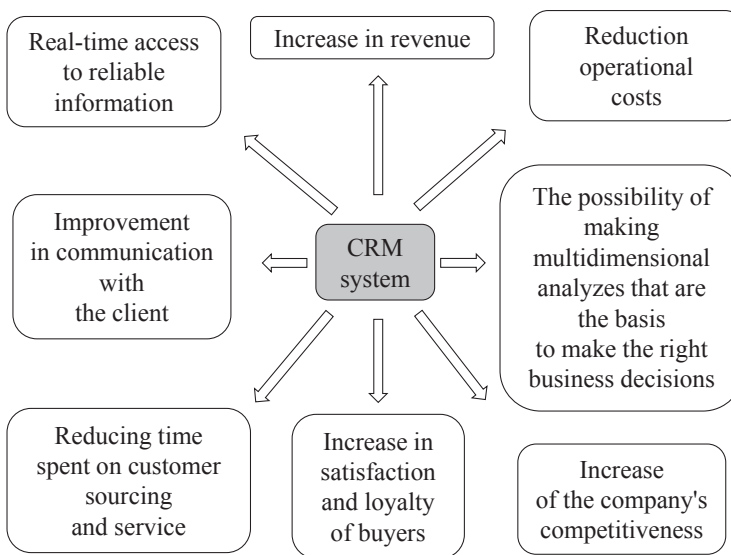 Real-time access
to reliable
information
Increase in revenue
Reduction
operational
costs
Improvement
in communication
with
the client
CRM
system
The possibility of
making
multidimensional
analyzes that are
the basis
to make the right
business decisions
Reducing time
spent on customer
sourcing
and service
Increase in
satisfaction
and loyalty
of buyers
Increase
of the company's
competitiveness